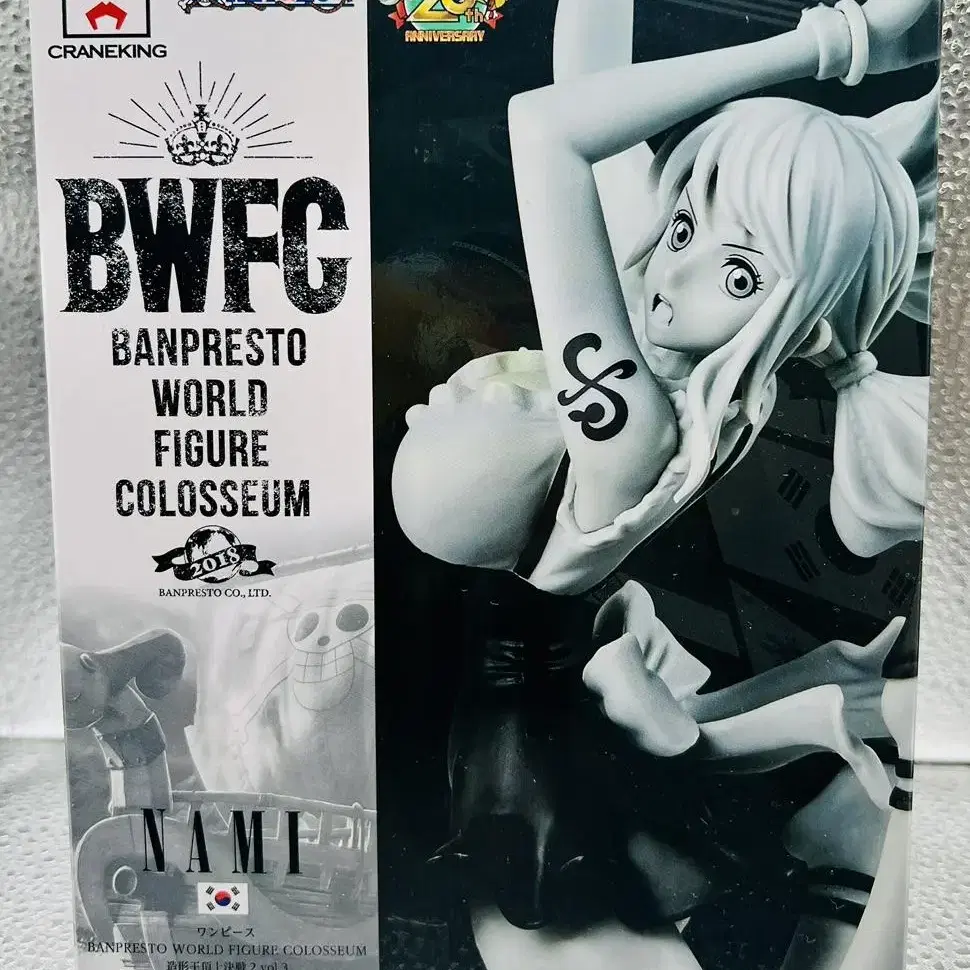 CRANEKING
20th
ANNIVERSARY
BWFC
BANPRESTO
WORLD
FIGURE
COLOSSEUM
2018
BANPRESTO CO., LTD.
NAMI
ワンピース
BANPRESTO WORLD FIGURE COLOSSEUM
造形王頂上決戦 2 vol.3